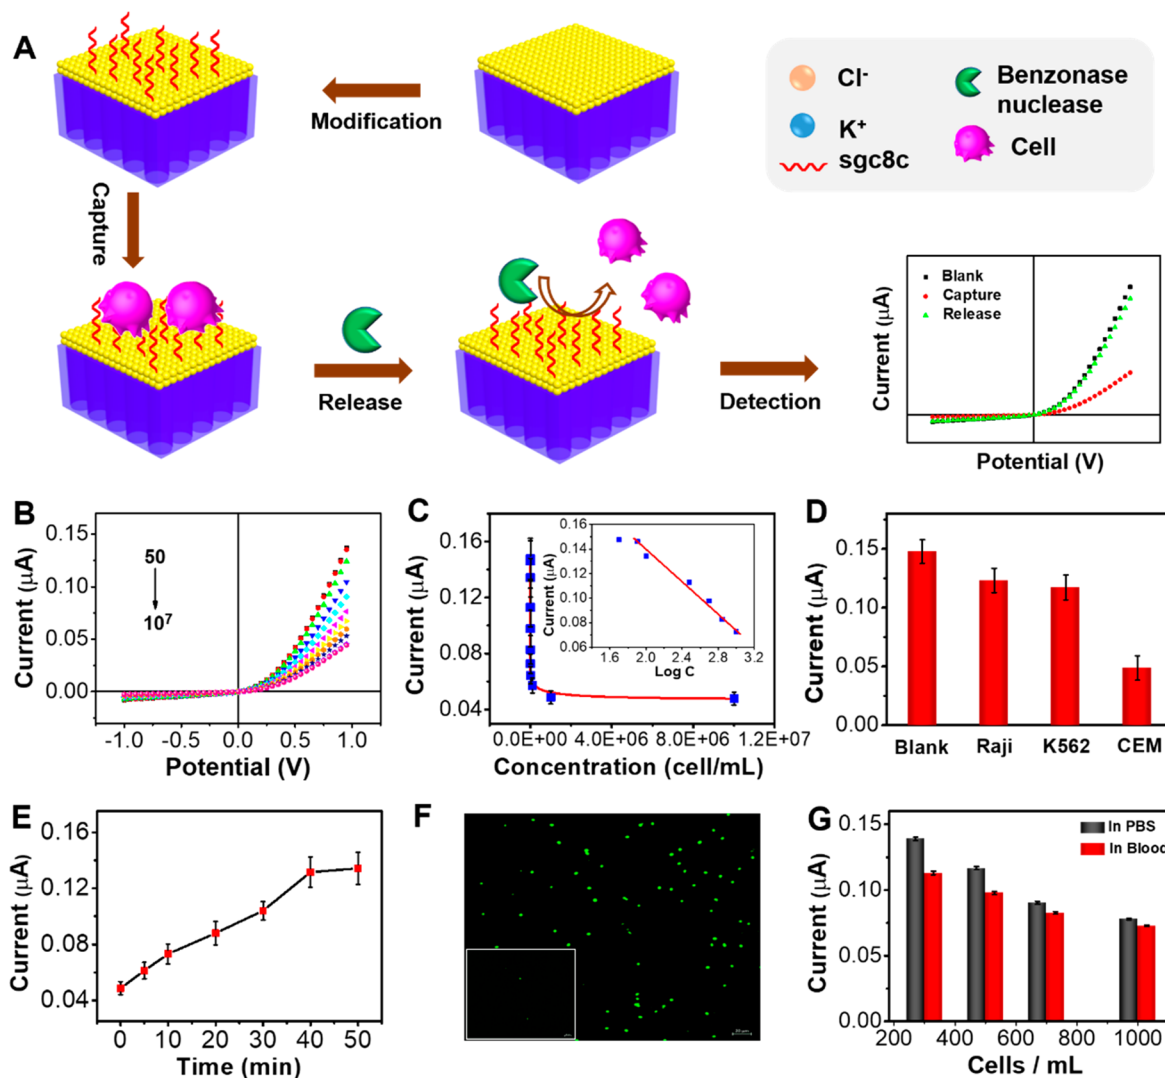 A
Modification
Cl⁻
K⁺
sgc8c
Benzonase
nuclease
Cell
Capture
Release
Detection
Blank
Capture
Release
Current (μA)
Potential (V)
B
50
10⁷
0.15
0.10
0.05
0.00
Current (μA)
-1.0 -0.5 0.0 0.5 1.0
Potential (V)
C
0.16
0.12
0.08
0.04
Current (μA)
0.0E+00 4.0E+06 8.0E+06 1.2E+07
Concentration (cell/mL)
0.16
0.14
0.12
0.10
0.08
0.06
Current (μA)
1.6 2.0 2.4 2.8 3.2
Log C
D
0.15
0.10
0.05
0.00
Current (μA)
Blank Raji K562 CEM
E
0.16
0.12
0.08
0.04
Current (μA)
0 10 20 30 40 50
Time (min)
F
G
In PBS
In Blood
0.15
0.10
0.05
0.00
Current (μA)
200 400 600 800 1000
Cells / mL